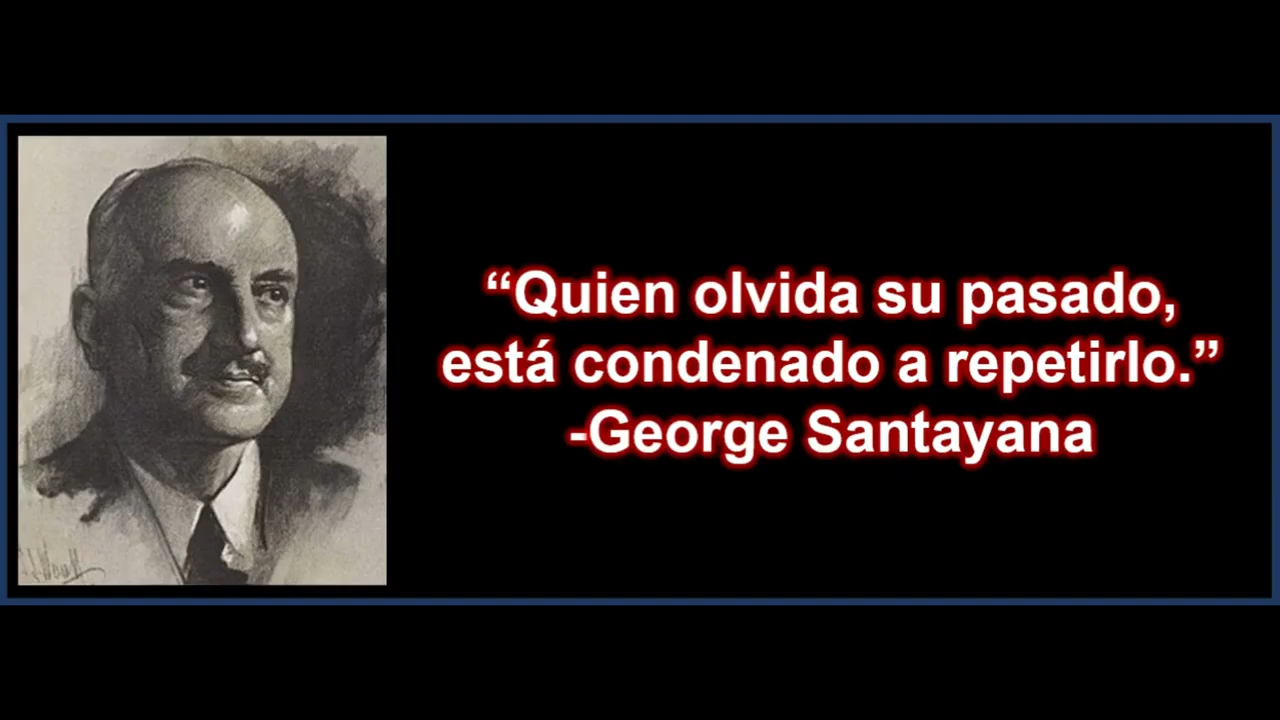 “Quien olvida su pasado,
está condenado a repetirlo.”
-George Santayana